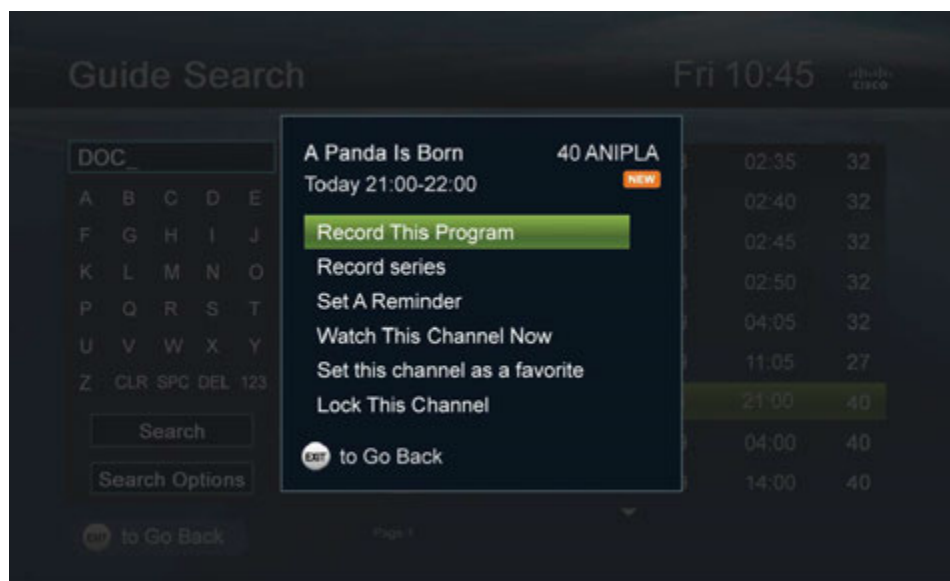 Guide Search
Fri 10:45
CISCO
DOC_
A B C D E
F G H I J
K L M N O
P Q R S T
U V W X Y
Z CLR SPC DEL 123
Search
Search Options
EXIT to Go Back
A Panda Is Born 40 ANIPLA
Today 21:00-22:00 NEW
Record This Program
Record series
Set A Reminder
Watch This Channel Now
Set this channel as a favorite
Lock This Channel
EXIT to Go Back
02:35 32
02:40 32
02:45 32
02:50 32
04:05 32
11:05 27
21:00 40
04:00 40
14:00 40
Page 1